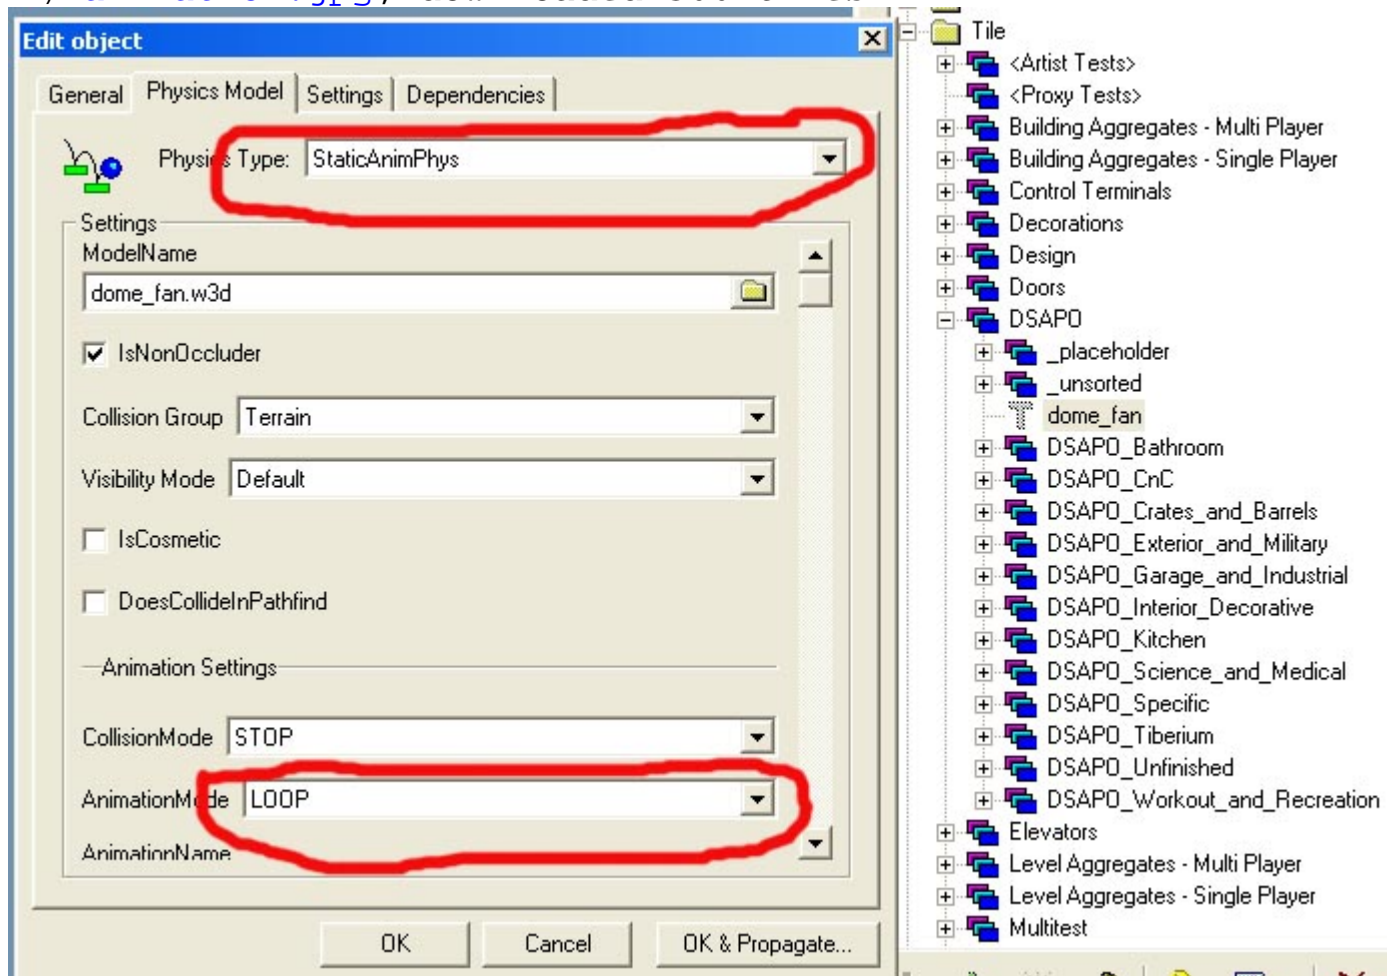 Edit object
General Physics Model Settings Dependencies
Physics Type: StaticAnimPhys
Settings
ModelName
dome_fan.w3d
IsNonOccluder
Collision Group Terrain
Visibility Mode Default
IsCosmetic
DoesCollideInPathfind
Animation Settings
CollisionMode STOP
AnimationMode LOOP
AnimationName
OK Cancel OK & Propagate...
Tile
<Artist Tests>
<Proxy Tests>
Building Aggregates - Multi Player
Building Aggregates - Single Player
Control Terminals
Decorations
Design
Doors
DSAPO
_placeholder
_unsorted
dome_fan
DSAPO_Bathroom
DSAPO_CnC
DSAPO_Crates_and_Barrels
DSAPO_Exterior_and_Military
DSAPO_Garage_and_Industrial
DSAPO_Interior_Decorative
DSAPO_Kitchen
DSAPO_Science_and_Medical
DSAPO_Specific
DSAPO_Tiberium
DSAPO_Unfinished
DSAPO_Workout_and_Recreation
Elevators
Level Aggregates - Multi Player
Level Aggregates - Single Player
Multitest